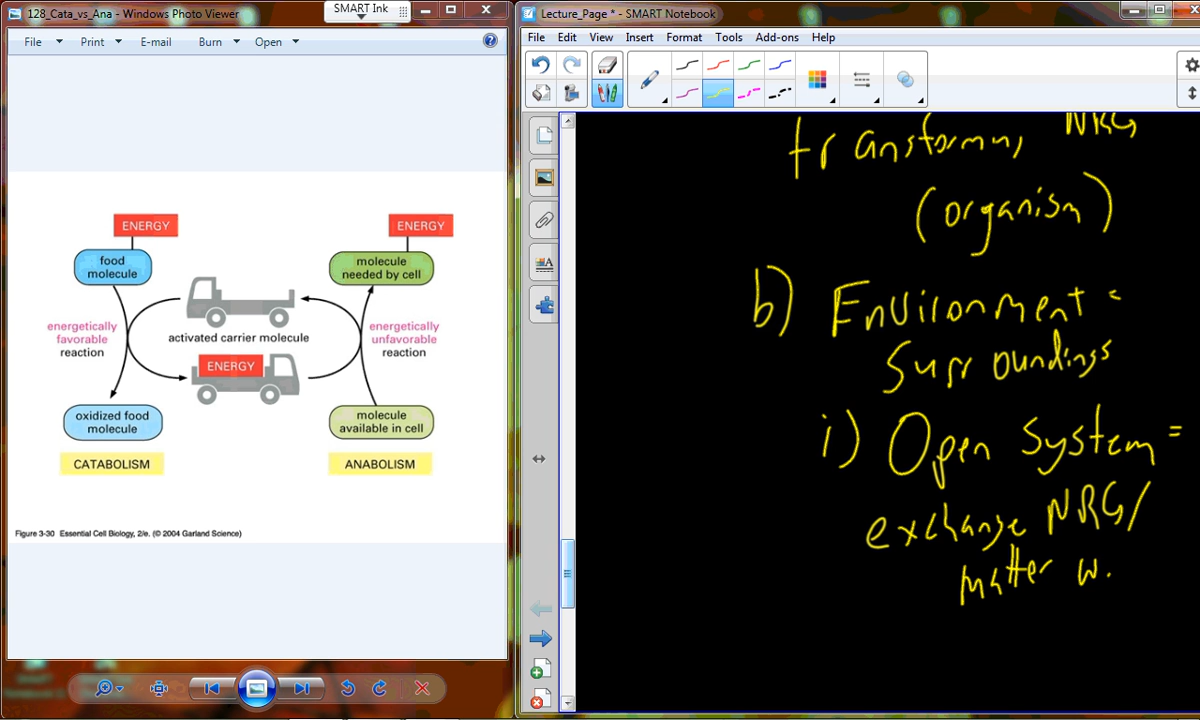 128_Cata_vs_Ana - Windows Photo Viewer
SMART Ink
File Print E-mail Burn Open
ENERGY
ENERGY
food
molecule
molecule
needed by cell
energetically
favorable
reaction
activated carrier molecule
energetically
unfavorable
reaction
ENERGY
oxidized food
molecule
molecule
available in cell
CATABOLISM
ANABOLISM
Figure 3-30 Essential Cell Biology, 2/e. (© 2004 Garland Science)
Lecture_Page * - SMART Notebook
File Edit View Insert Format Tools Add-ons Help
transforming NRG
(organism)
b) Environment =
Surroundings
i) Open System =
exchange NRG/
matter w.